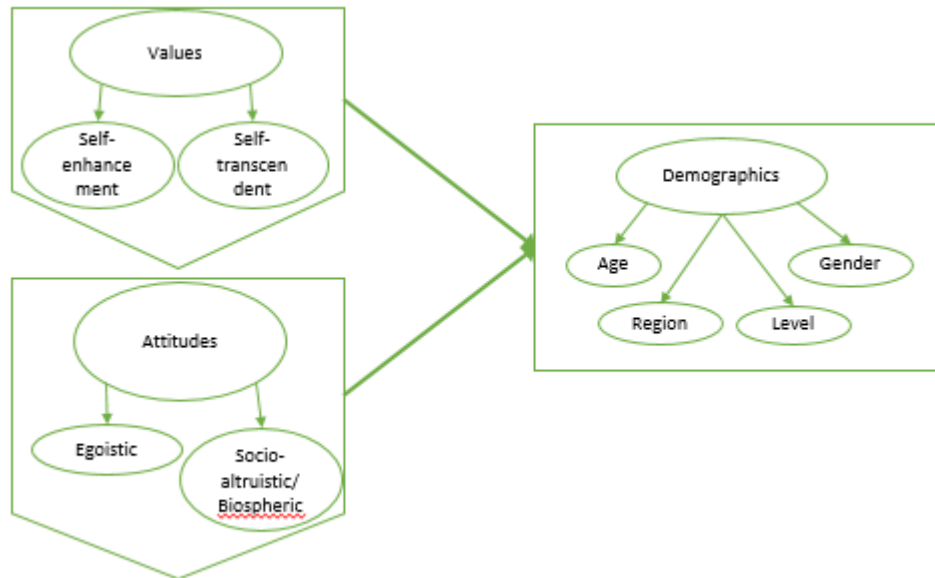 Values
Self-
enhance
ment
Self-
transcen
dent
Attitudes
Egoistic
Socio-
altruistic/
Biospheric
Demographics
Age
Gender
Region
Level